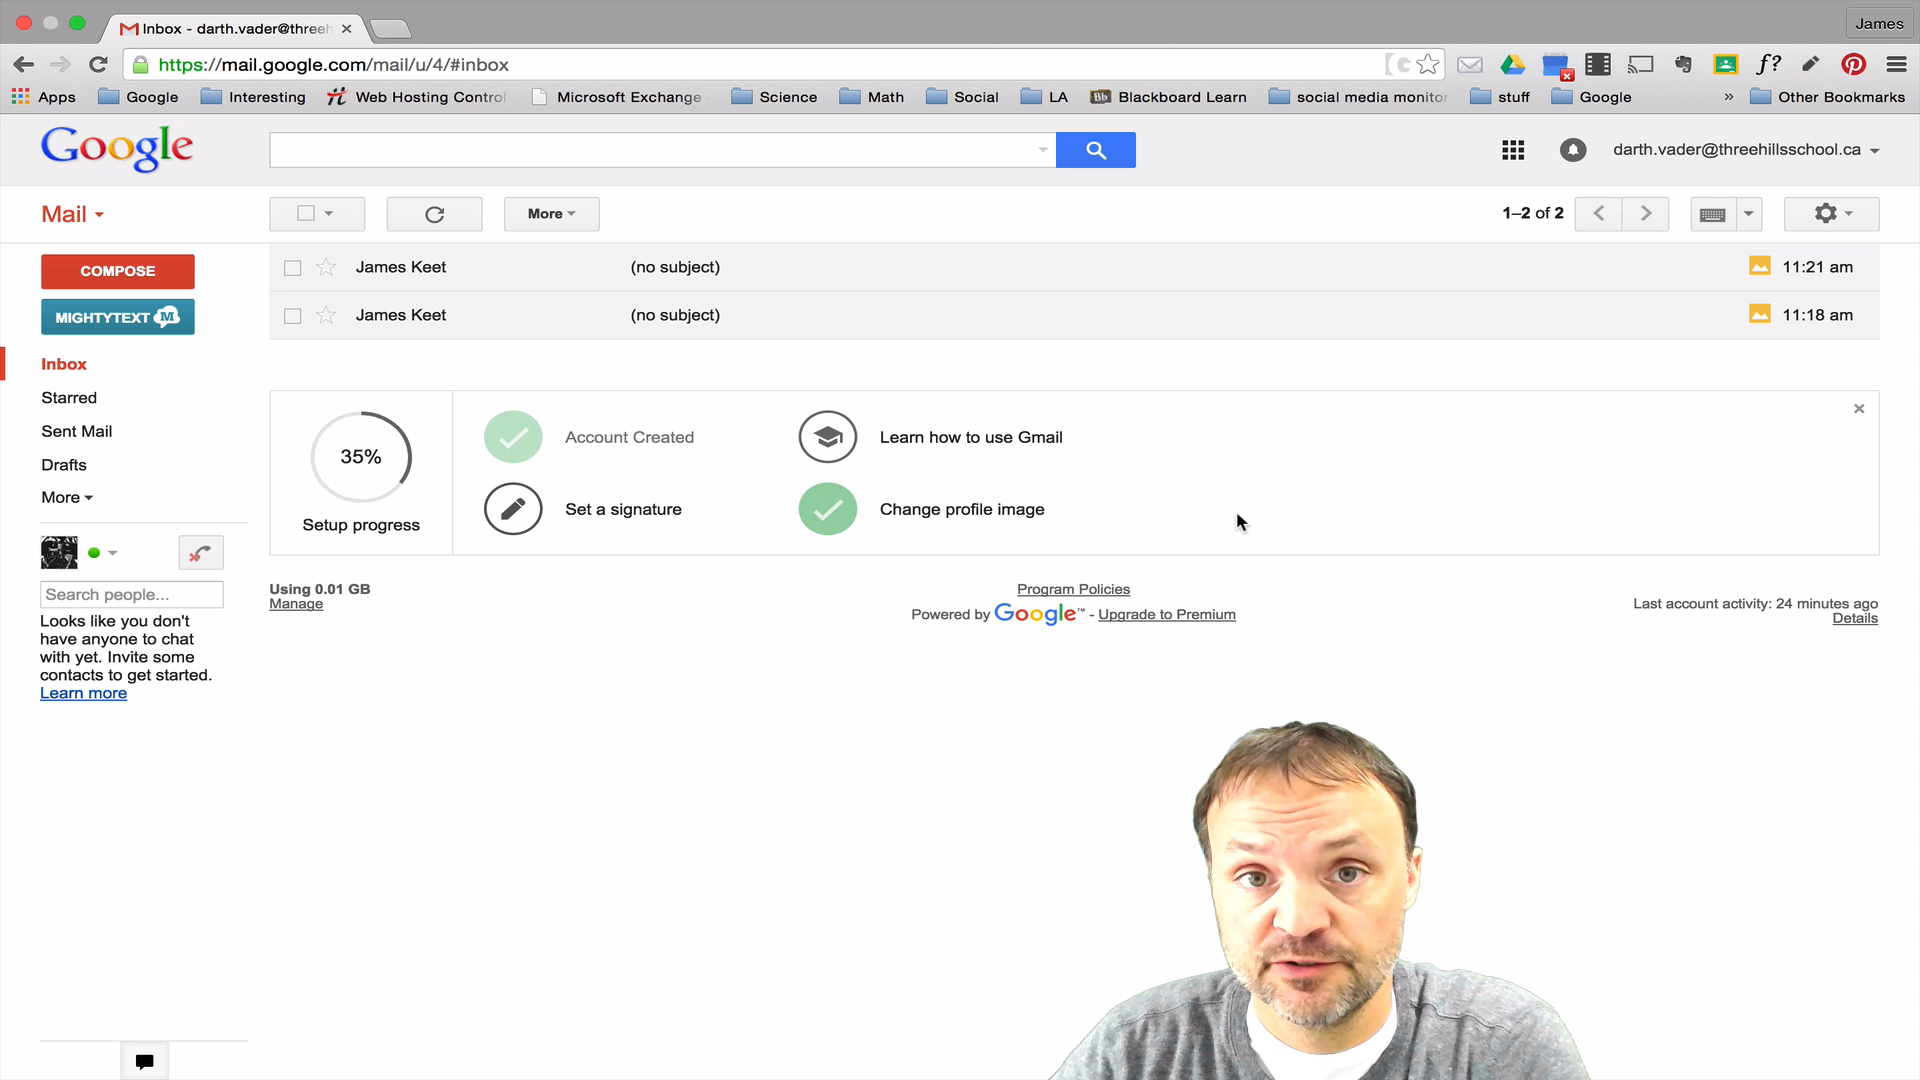 Inbox - darth.vader@threeh
James
https://mail.google.com/mail/u/4/#inbox
f?
Apps Google Interesting Web Hosting Control Microsoft Exchange Science Math Social LA Bb Blackboard Learn social media monitor stuff Google » Other Bookmarks
Google
darth.vader@threehillsschool.ca
Mail
More
1–2 of 2
COMPOSE
James Keet (no subject) 11:21 am
MIGHTYTEXT M
James Keet (no subject) 11:18 am
Inbox
Starred
Sent Mail
Drafts
More
35%
Setup progress
Account Created
Learn how to use Gmail
Set a signature
Change profile image
Search people...
Looks like you don't
have anyone to chat
with yet. Invite some
contacts to get started.
Learn more
Using 0.01 GB
Manage
Program Policies
Powered by Google™ - Upgrade to Premium
Last account activity: 24 minutes ago
Details